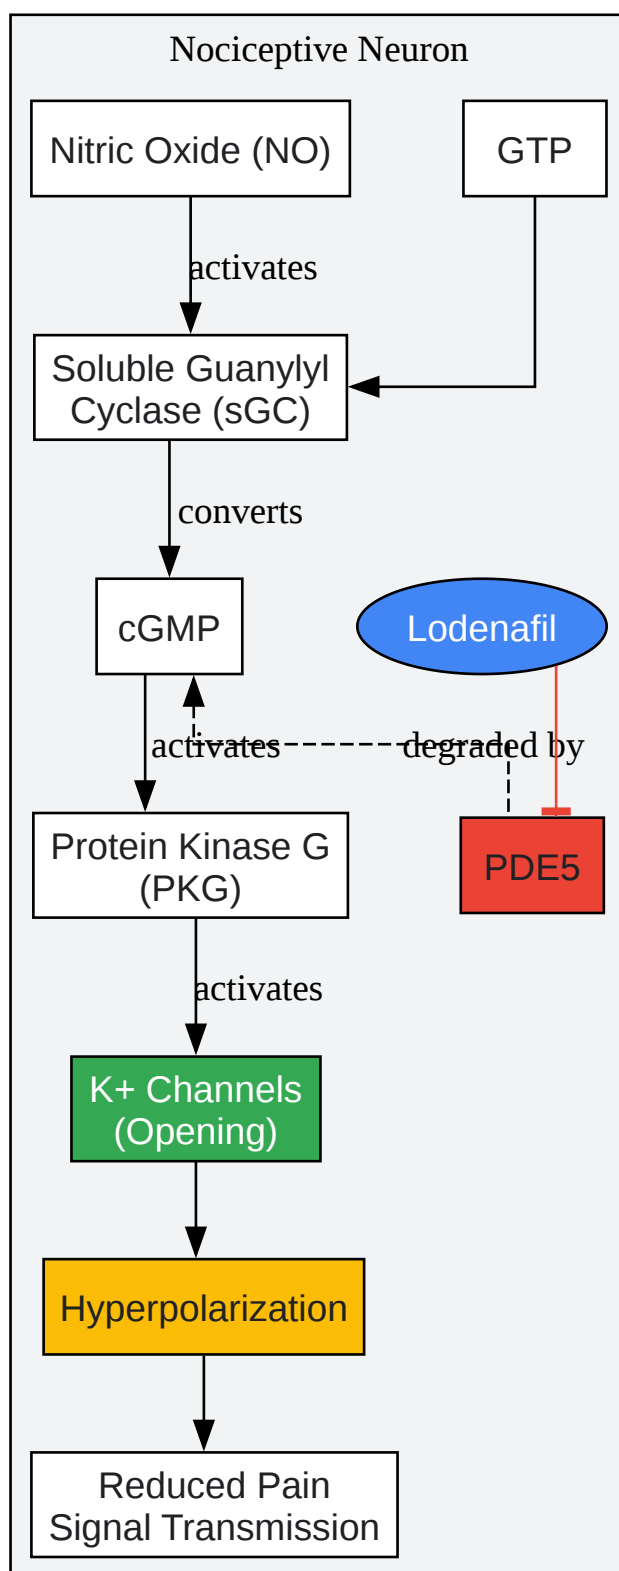 Nociceptive Neuron
Nitric Oxide (NO)
GTP
activates
Soluble Guanylyl
Cyclase (sGC)
converts
cGMP
Lodenafil
activates
degraded by
Protein Kinase G
(PKG)
PDE5
activates
K+ Channels
(Opening)
Hyperpolarization
Reduced Pain
Signal Transmission